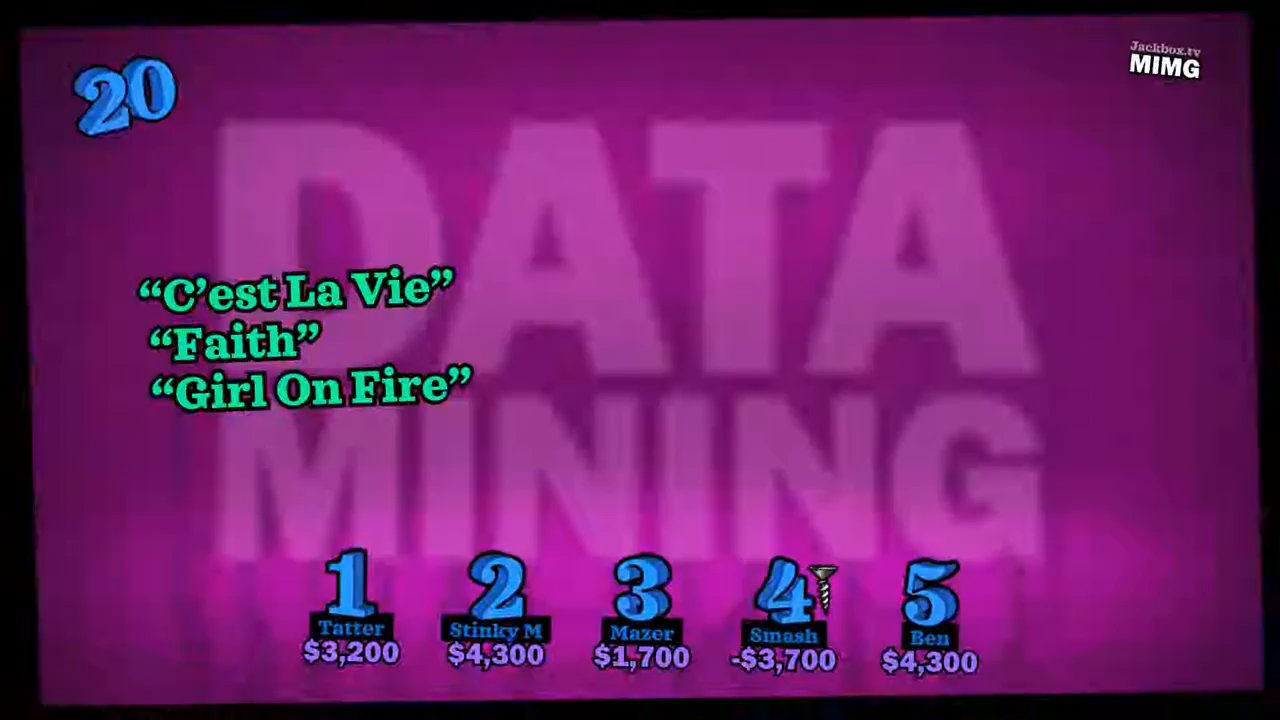 20
Jackbox.tv
MIMG
DATA
MINING
“C’est La Vie”
“Faith”
“Girl On Fire”
1 2 3 4 5
Tatter Stinky M Mazer Smash Ben
$3,200 $4,300 $1,700 -$3,700 $4,300